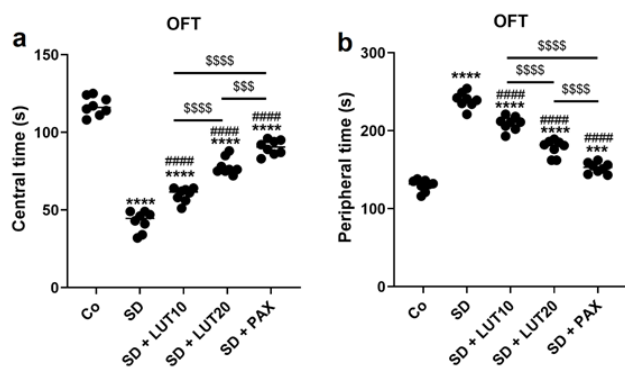 a
OFT
Central time (s)
150
100
50
0
$$$$
$$$$
$$$
****
####
****
####
****
####
****
Co
SD
SD + LUT10
SD + LUT20
SD + PAX
b
OFT
Peripheral time (s)
300
200
100
0
$$$$
$$$$
$$$$
****
####
****
####
****
####
***
Co
SD
SD + LUT10
SD + LUT20
SD + PAX